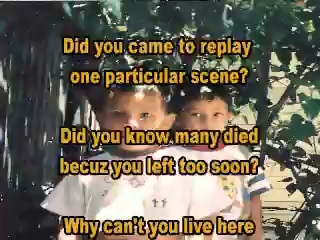 Did you came to replay
one particular scene?
Did you know many died
becuz you left too soon?
Why can't you live here